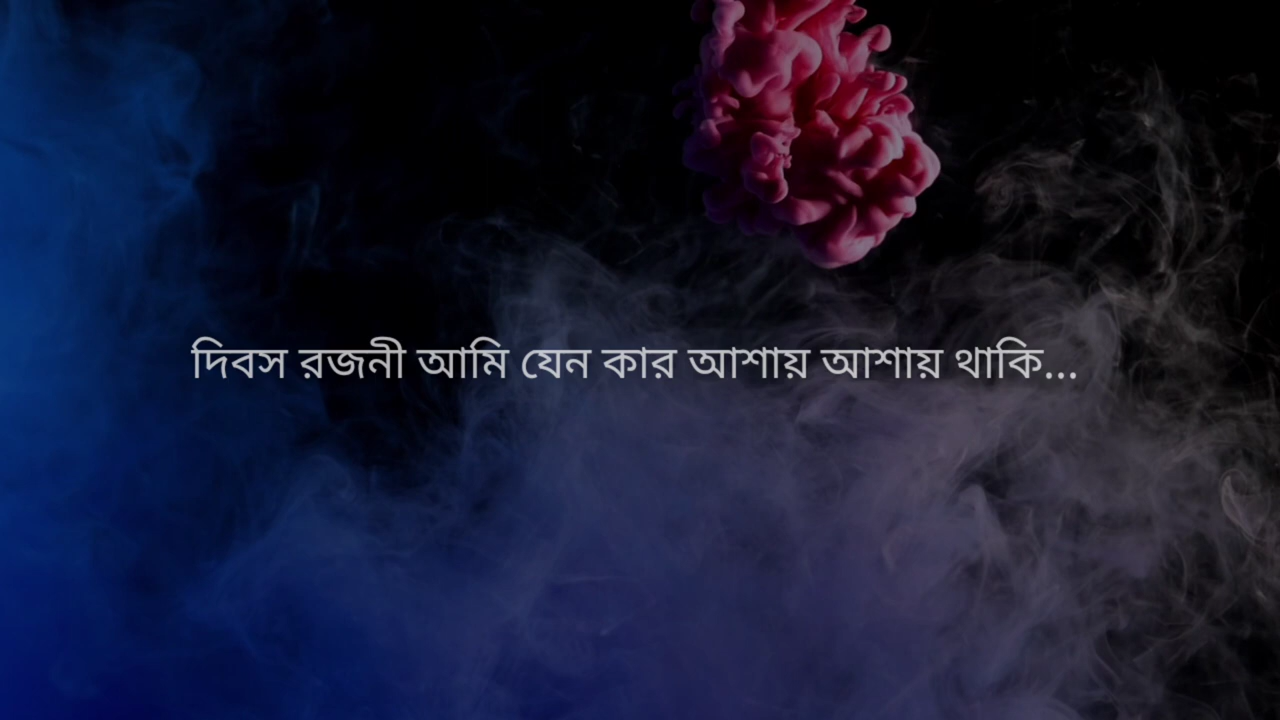 দিবস রজনী আমি যেন কার আশায় আশায় থাকি...